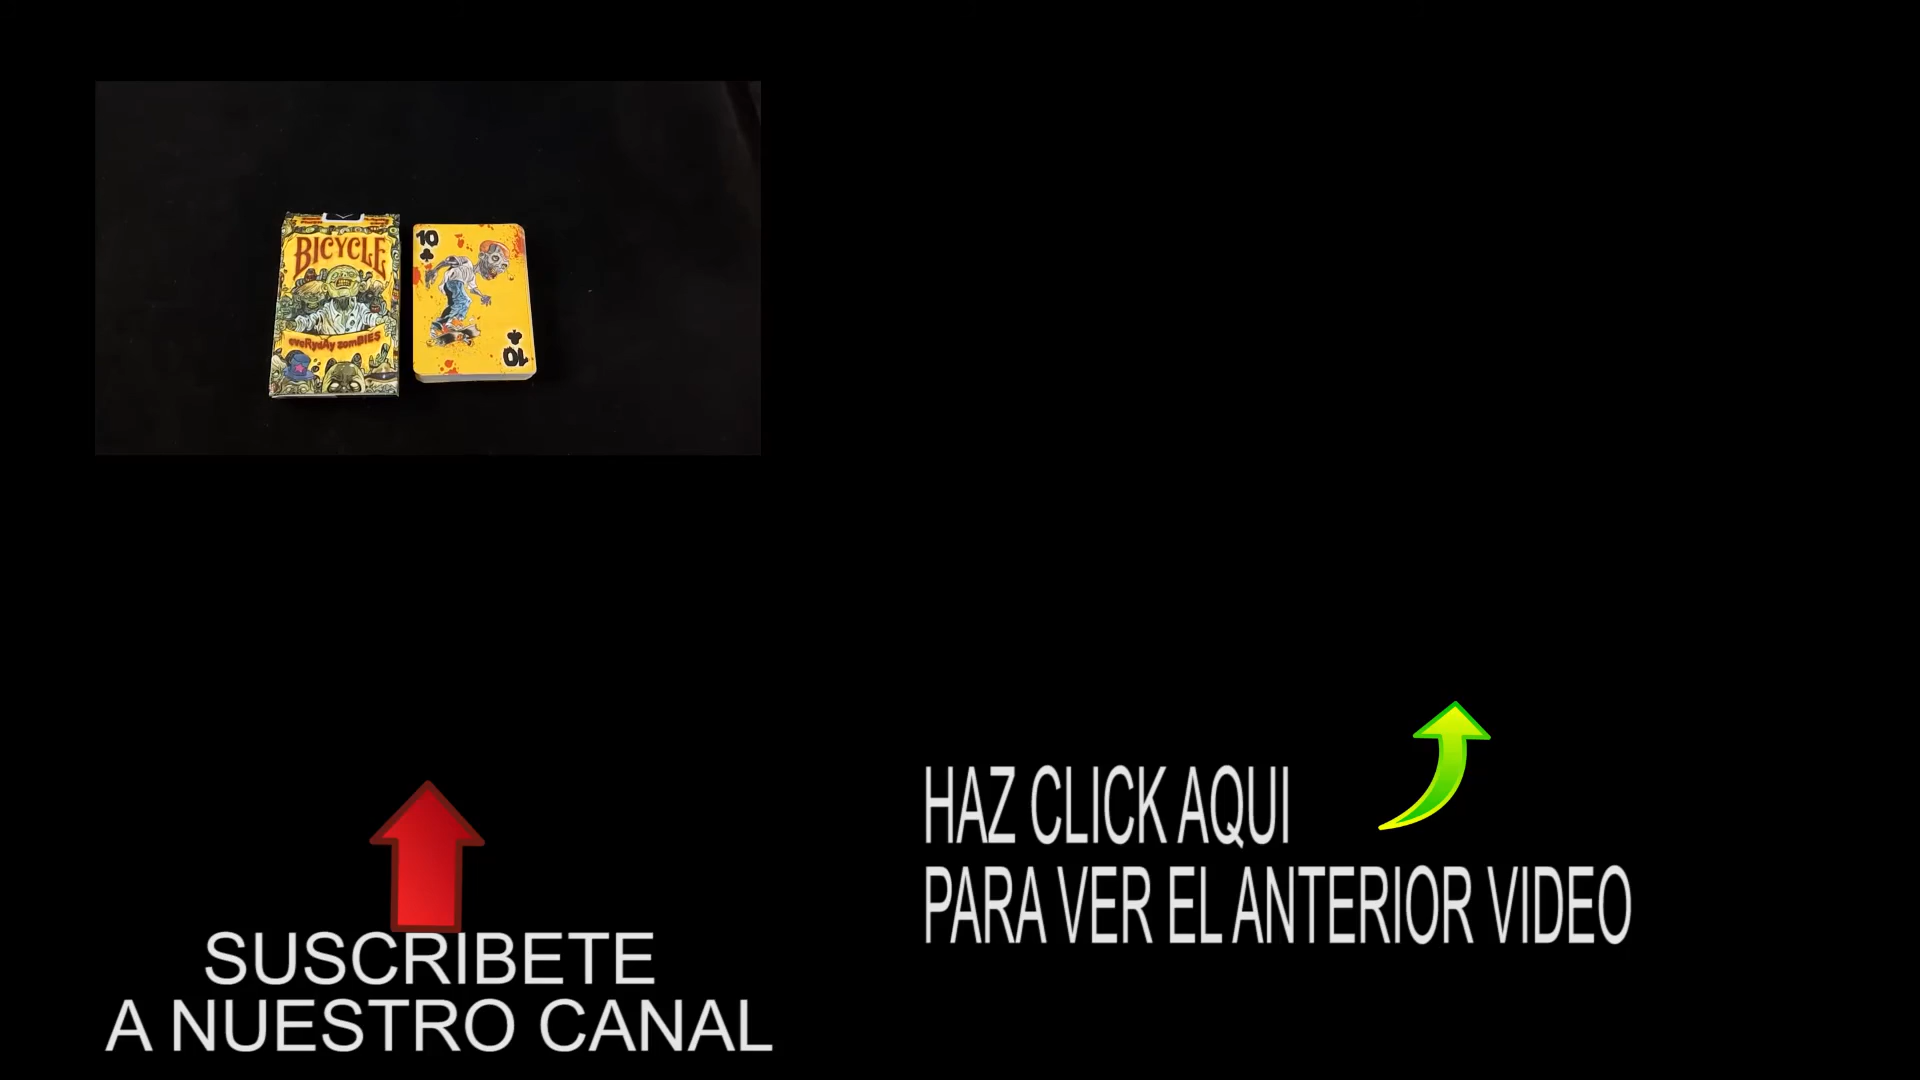 BICYCLE
everydAy zomBIES
10
10
HAZ CLICK AQUI
PARA VER EL ANTERIOR VIDEO
SUSCRIBETE
A NUESTRO CANAL